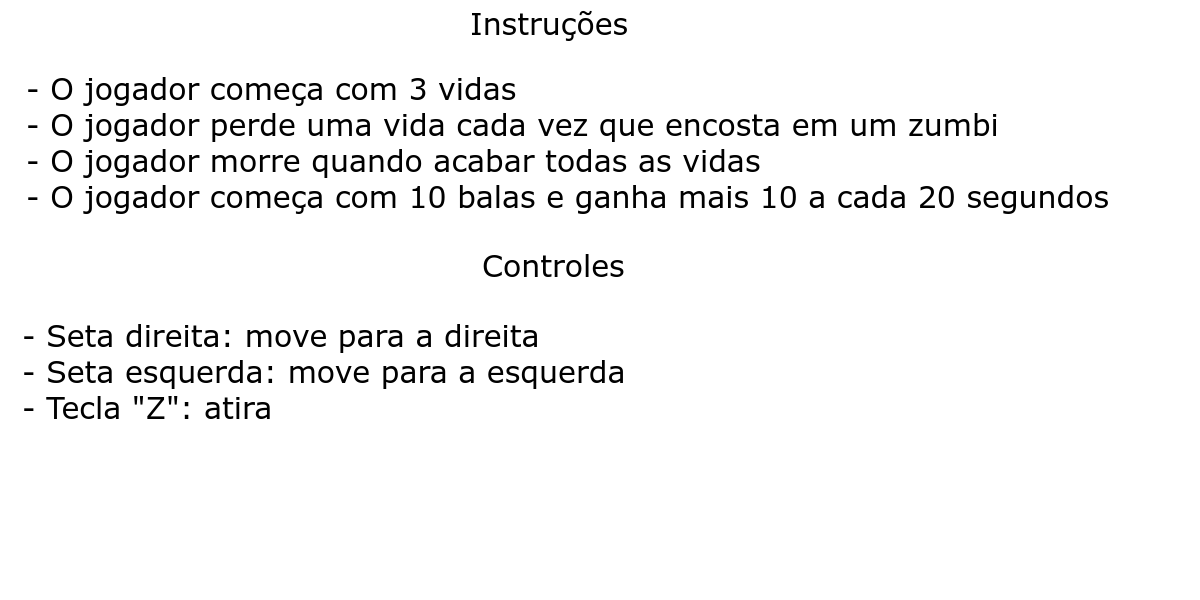 Instruções
- O jogador começa com 3 vidas
- O jogador perde uma vida cada vez que encosta em um zumbi
- O jogador morre quando acabar todas as vidas
- O jogador começa com 10 balas e ganha mais 10 a cada 20 segundos
Controles
- Seta direita: move para a direita
- Seta esquerda: move para a esquerda
- Tecla "Z": atira